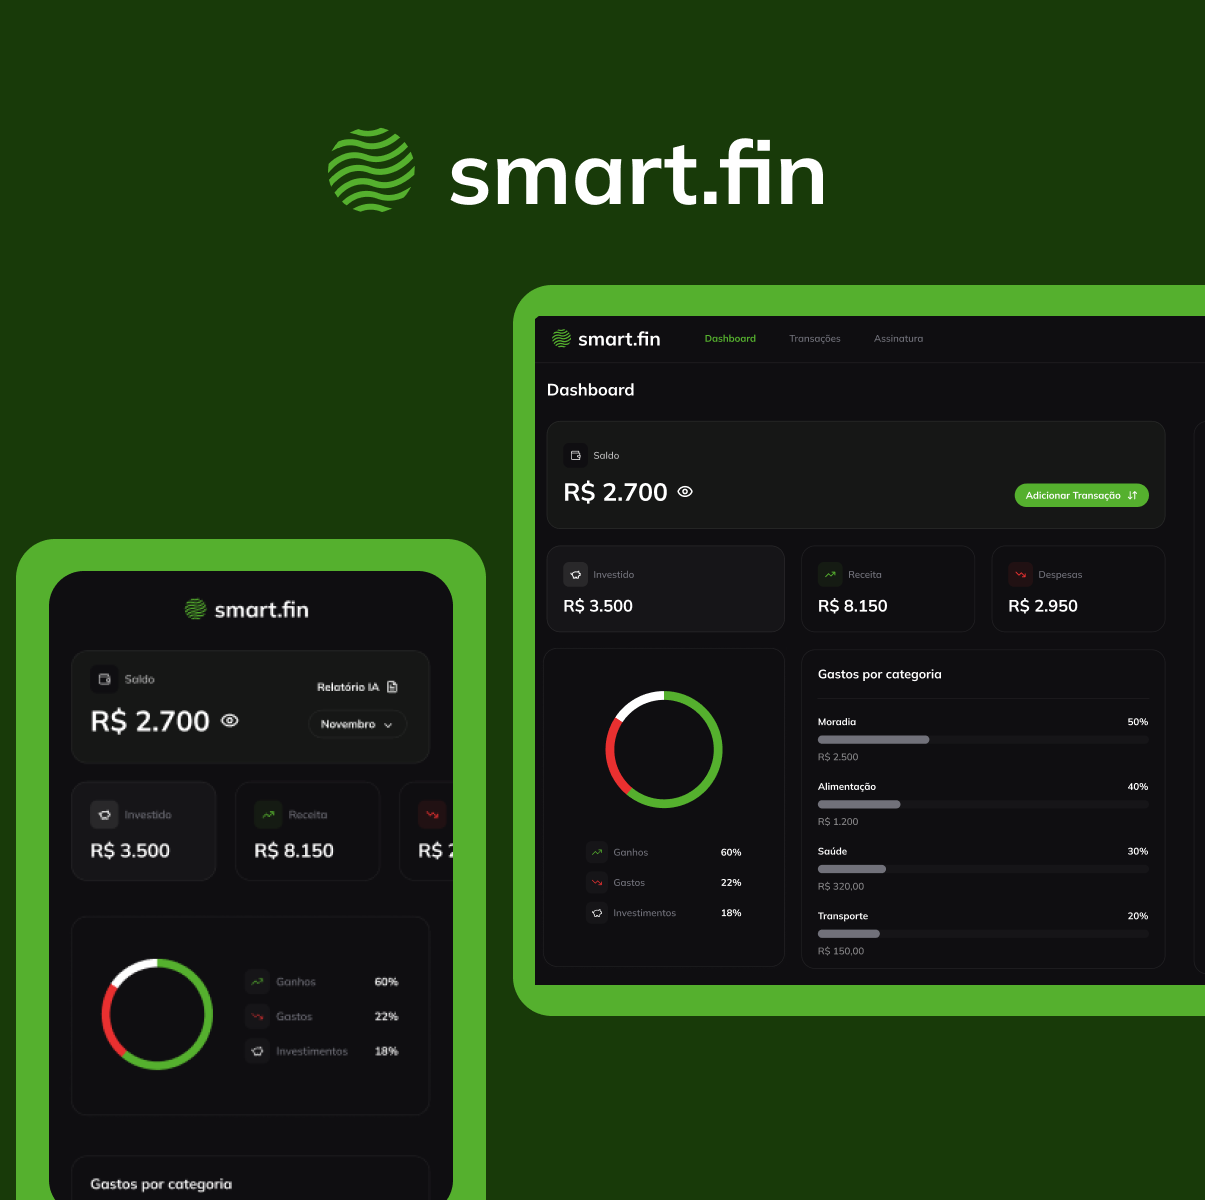 smart.fin
smart.fin
Dashboard
Transações
Assinatura
Dashboard
Saldo
R$ 2.700
Adicionar Transação
Investido
R$ 3.500
Receita
R$ 8.150
Despesas
R$ 2.950
Ganhos 60%
Gastos 22%
Investimentos 18%
Gastos por categoria
Moradia 50%
R$ 2.500
Alimentação 40%
R$ 1.200
Saúde 30%
R$ 320,00
Transporte 20%
R$ 150,00
smart.fin
Saldo
Relatório IA
R$ 2.700
Novembro
Investido
R$ 3.500
Receita
R$ 8.150
R$ 2
Ganhos 60%
Gastos 22%
Investimentos 18%
Gastos por categoria